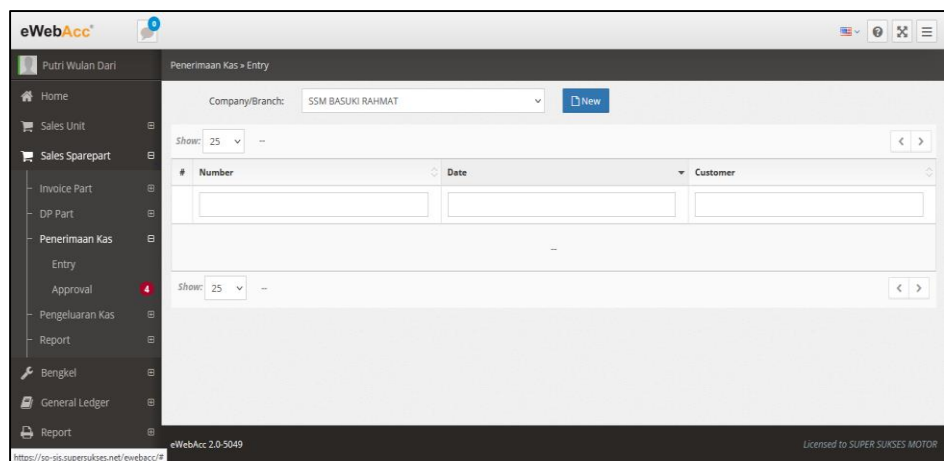 eWebAcc
0
Putri Wulan Dari
Penerimaan Kas » Entry
Home
Sales Unit
Sales Sparepart
Invoice Part
DP Part
Penerimaan Kas
Entry
Approval 4
Pengeluaran Kas
Report
Bengkel
General Ledger
Report
https://so-sis.supersukses.net/ewebacc/#
Company/Branch: SSM BASUKI RAHMAT New
Show: 25 --
# Number Date Customer
--
Show: 25 --
eWebAcc 2.0-5049 Licensed to SUPER SUKSES MOTOR